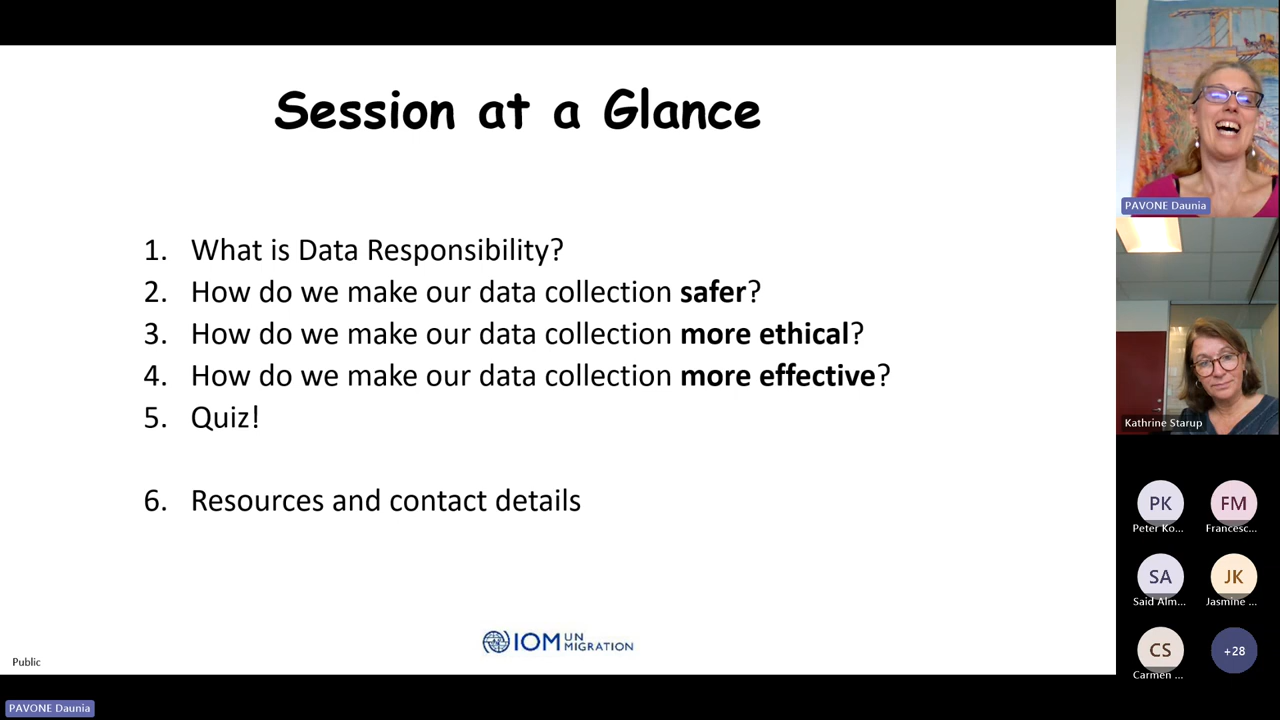 Session at a Glance
1. What is Data Responsibility?
2. How do we make our data collection safer?
3. How do we make our data collection more ethical?
4. How do we make our data collection more effective?
5. Quiz!
6. Resources and contact details
IOM UN MIGRATION
Public
PAVONE Daunia
PAVONE Daunia
Kathrine Starup
PK
FM
Peter Ko...
Francesc...
SA
JK
Said Alm...
Jasmine ...
CS
+28
Carmen ...